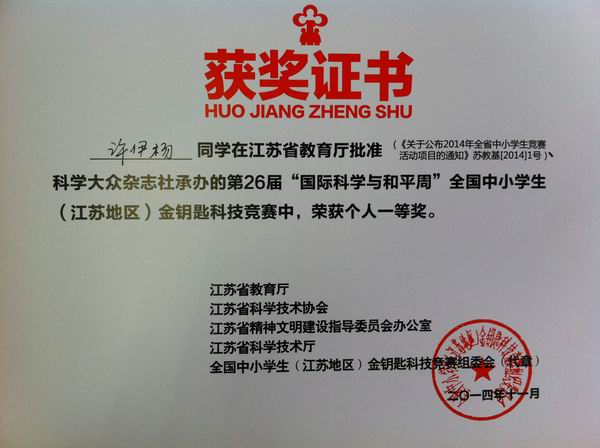 获奖证书
HUO JIANG ZHENG SHU
许伊杨 同学在江苏省教育厅批准（《关于公布2014年全省中小学生竞赛
活动项目的通知》苏教基[2014]1号）、
科学大众杂志社承办的第26届“国际科学与和平周”全国中小学生
（江苏地区）金钥匙科技竞赛中，荣获个人一等奖。
江苏省教育厅
江苏省科学技术协会
江苏省精神文明建设指导委员会办公室
江苏省科学技术厅
全国中小学生（江苏地区）金钥匙科技竞赛组委会（代章）
二〇一四年十一月